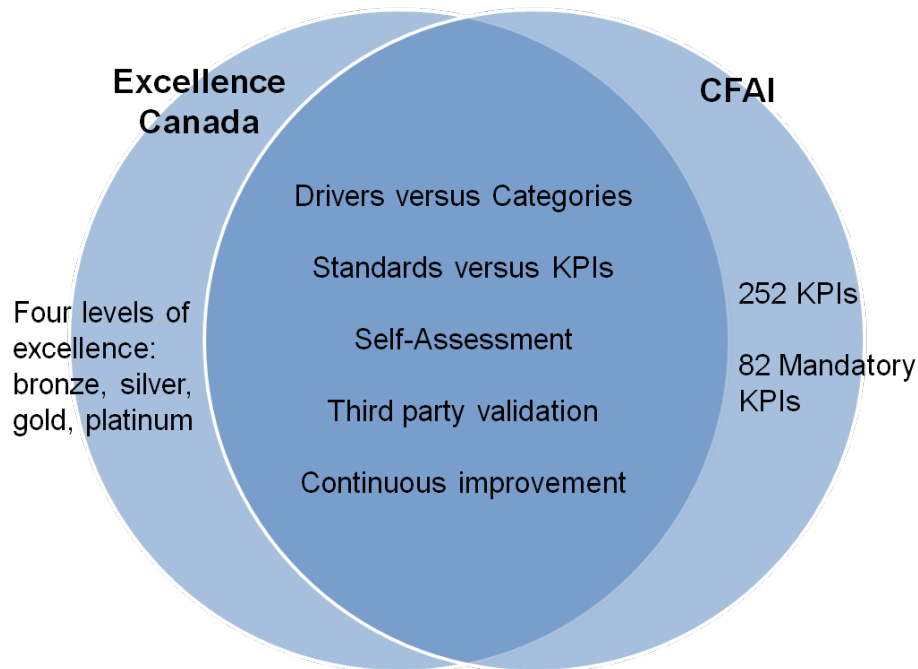 Excellence
Canada
CFAI
Drivers versus Categories
Standards versus KPIs
Self-Assessment
Third party validation
Continuous improvement
Four levels of
excellence:
bronze, silver,
gold, platinum
252 KPIs
82 Mandatory
KPIs